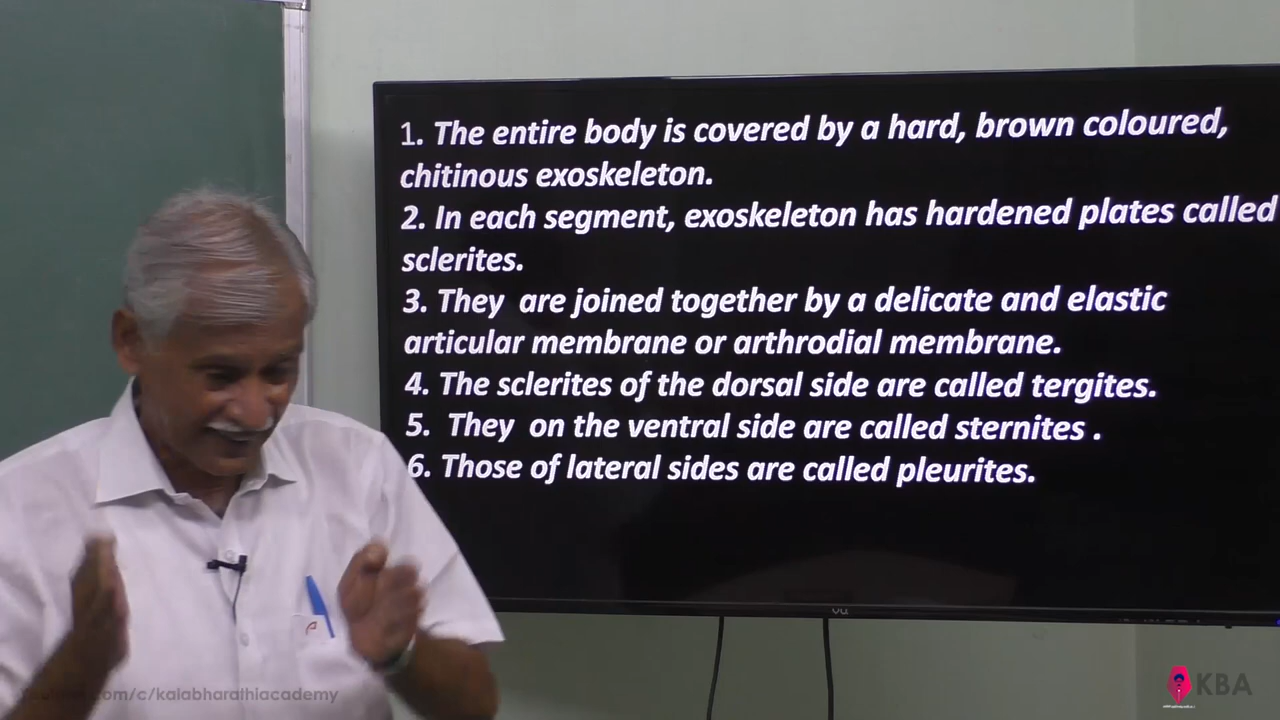 1. The entire body is covered by a hard, brown coloured,
chitinous exoskeleton.
2. In each segment, exoskeleton has hardened plates called
sclerites.
3. They are joined together by a delicate and elastic
articular membrane or arthrodial membrane.
4. The sclerites of the dorsal side are called tergites.
5. They on the ventral side are called sternites .
6. Those of lateral sides are called pleurites.
vu
com/c/kalabharathiacademy
KBA